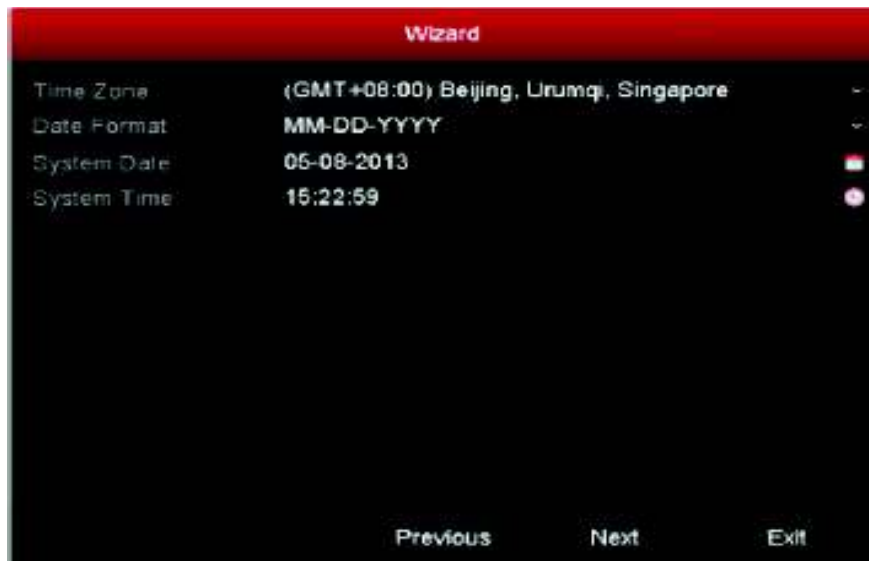 Wizard
Time Zone (GMT+08:00) Beijing, Urumqi, Singapore
Date Format MM-DD-YYYY
System Date 05-08-2013
System Time 15:22:59
Previous Next Exit